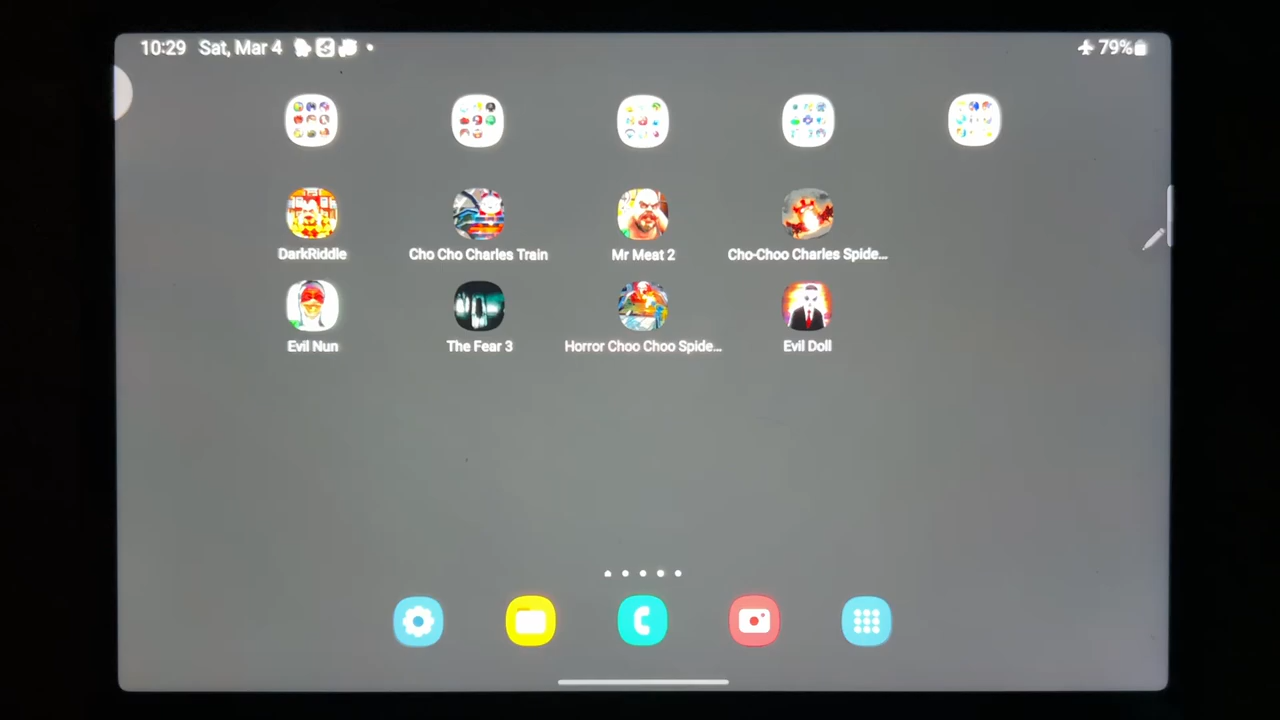 10:29 Sat, Mar 4
79%
DarkRiddle
Cho Cho Charles Train
Mr Meat 2
Cho-Choo Charles Spide...
Evil Nun
The Fear 3
Horror Choo Choo Spide...
Evil Doll